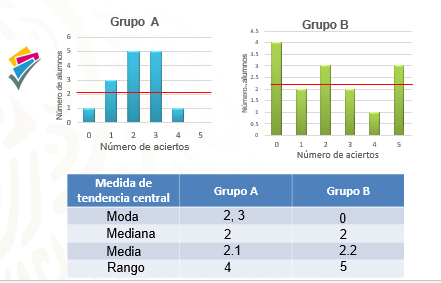 Grupo A
Número de alumnos
6
5
4
3
2
1
0
0 1 2 3 4 5
Número de aciertos
Grupo B
Número de alumnos
4.5
4
3.5
3
2.5
2
1.5
1
0.5
0
0 1 2 3 4 5
Número de aciertos
Medida de tendencia central Grupo A Grupo B
Moda 2, 3 0
Mediana 2 2
Media 2.1 2.2
Rango 4 5